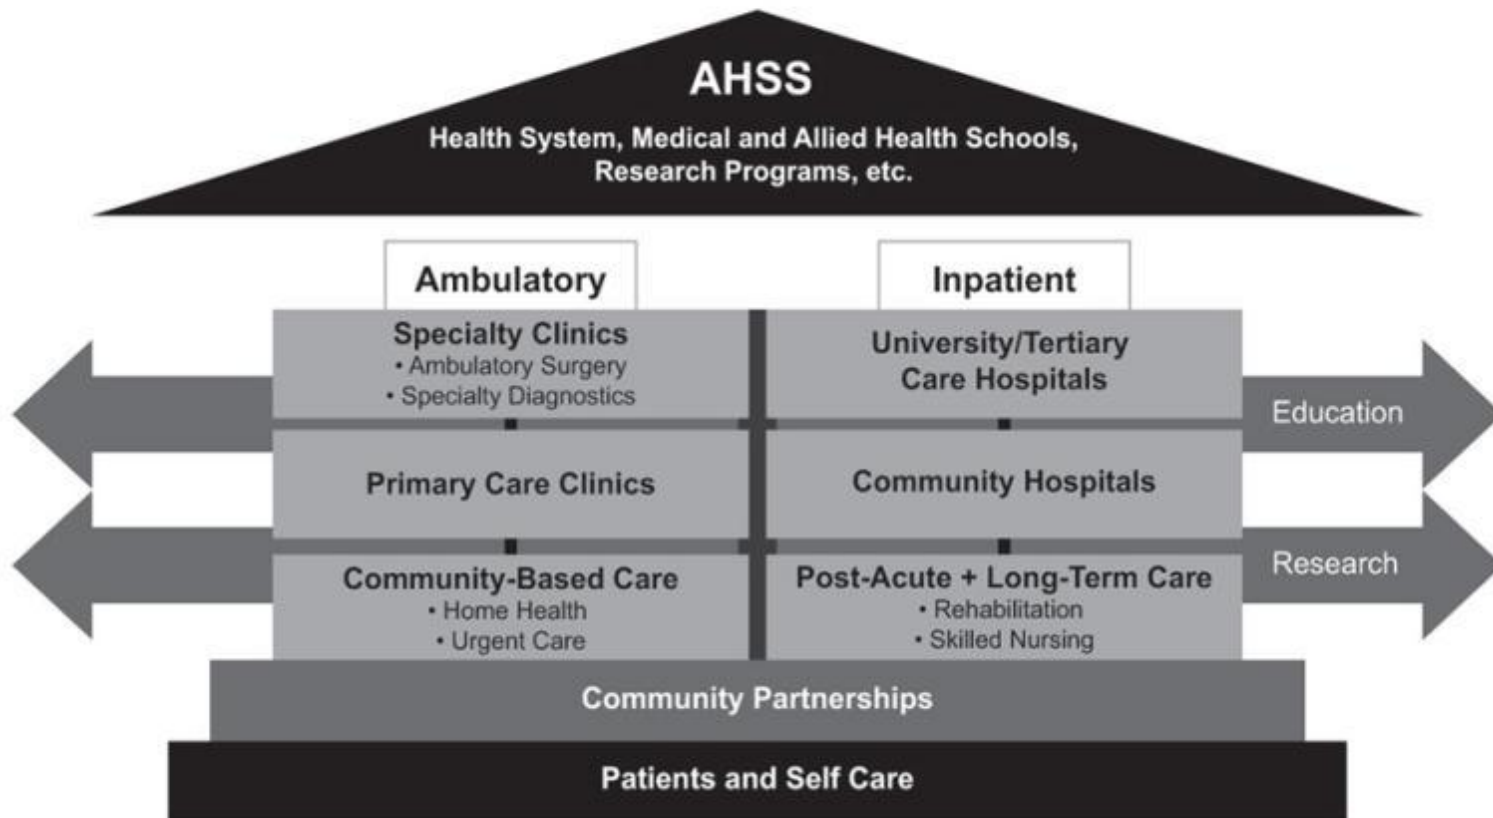 AHSS
Health System, Medical and Allied Health Schools,
Research Programs, etc.
Ambulatory
Inpatient
Specialty Clinics
• Ambulatory Surgery
• Specialty Diagnostics
University/Tertiary
Care Hospitals
Education
Primary Care Clinics
Community Hospitals
Research
Community-Based Care
• Home Health
• Urgent Care
Post-Acute + Long-Term Care
• Rehabilitation
• Skilled Nursing
Community Partnerships
Patients and Self Care